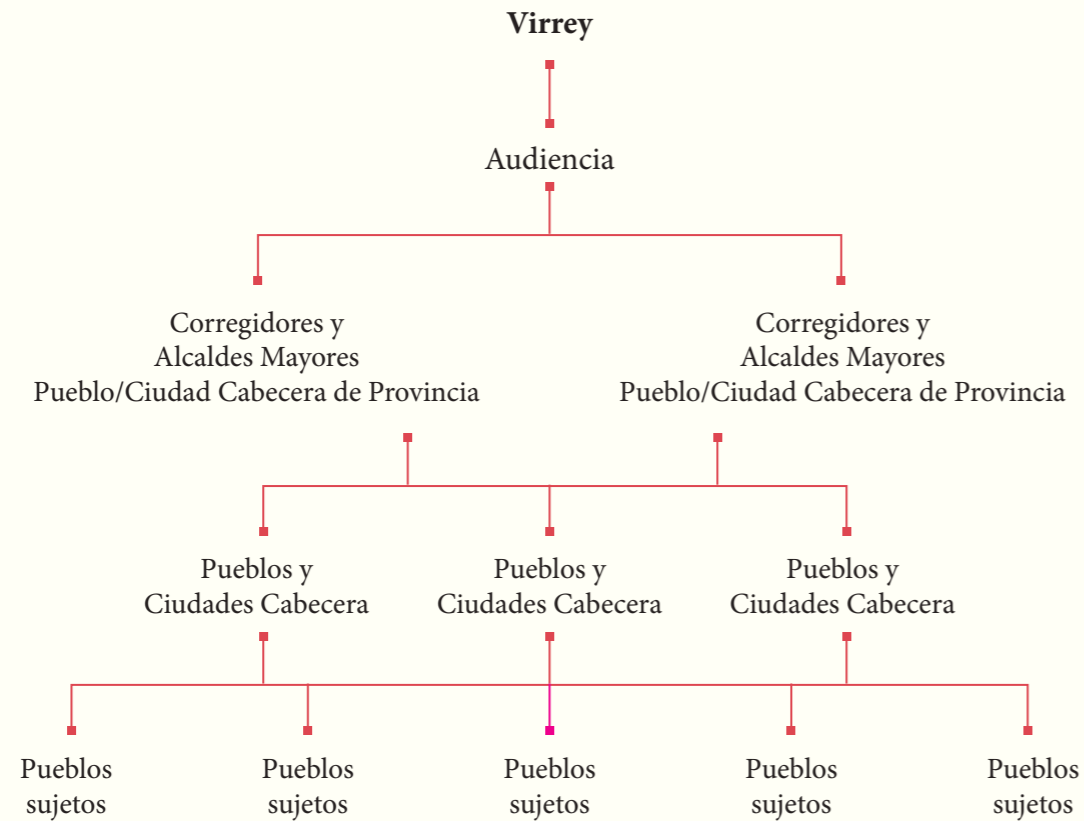 Virrey
Audiencia
Corregidores y
Alcaldes Mayores
Pueblo/Ciudad Cabecera de Provincia
Corregidores y
Alcaldes Mayores
Pueblo/Ciudad Cabecera de Provincia
Pueblos y
Ciudades Cabecera
Pueblos y
Ciudades Cabecera
Pueblos y
Ciudades Cabecera
Pueblos
sujetos
Pueblos
sujetos
Pueblos
sujetos
Pueblos
sujetos
Pueblos
sujetos